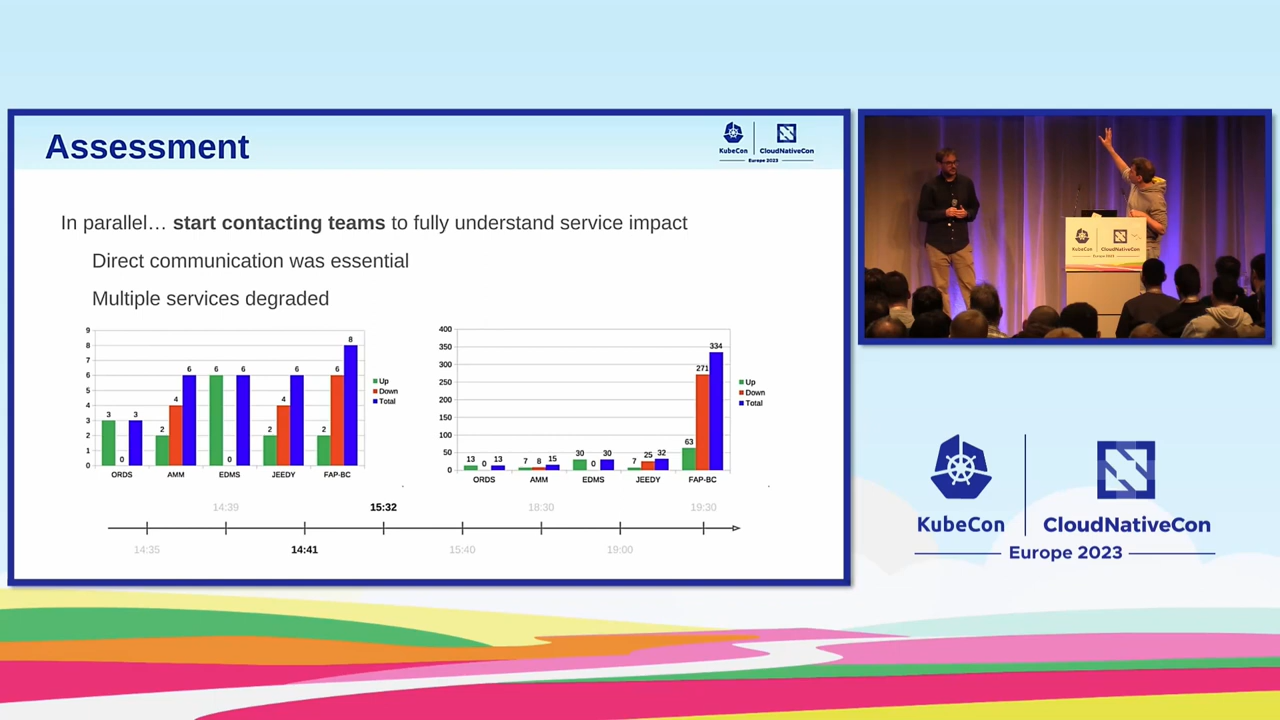 Assessment
KubeCon
CloudNativeCon
Europe 2023
In parallel… start contacting teams to fully understand service impact
Direct communication was essential
Multiple services degraded
9
8
7
6
5
4
3
2
1
0
3 0 3
2 4 6
6 0 6
2 4 6
2 6 8
ORDS AMM EDMS JEEDY FAP-BC
Up
Down
Total
400
350
300
250
200
150
100
50
0
13 0 13
7 8 15
30 0 30
7 25 32
63 271 334
ORDS AMM EDMS JEEDY FAP-BC
Up
Down
Total
14:39 15:32 18:30 19:30
14:35 14:41 15:40 19:00
KubeCon
CloudNativeCon
Europe 2023
KubeCon
CloudNativeCon
Europe 2023